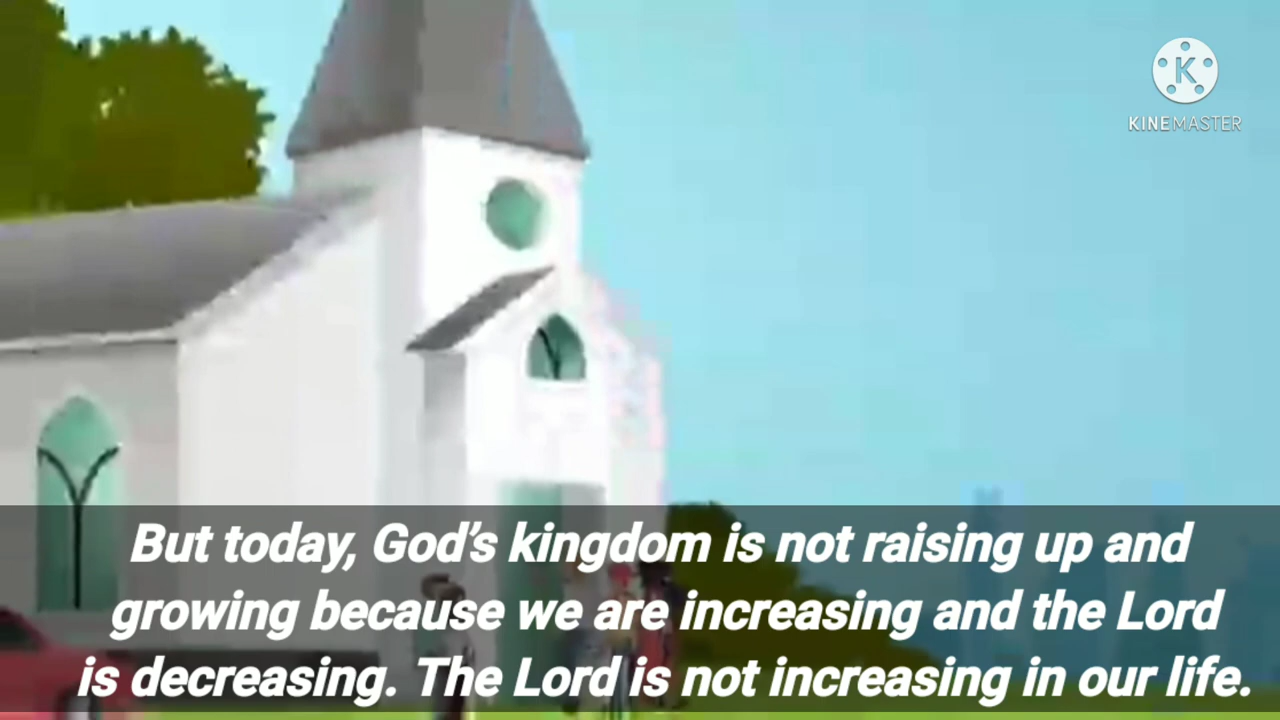 K
KINEMASTER
But today, God's kingdom is not raising up and
growing because we are increasing and the Lord
is decreasing. The Lord is not increasing in our life.